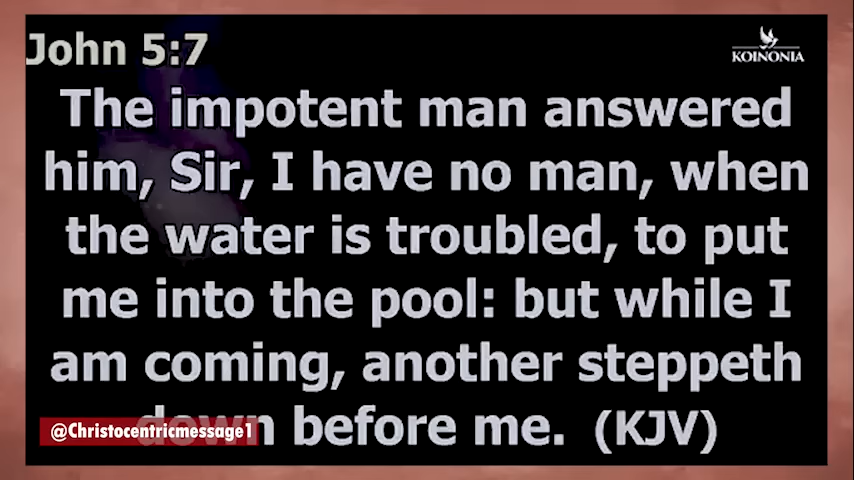 John 5:7
KOINONIA
The impotent man answered
him, Sir, I have no man, when
the water is troubled, to put
me into the pool: but while I
am coming, another steppeth
down before me. (KJV)
@Christocentricmessage1